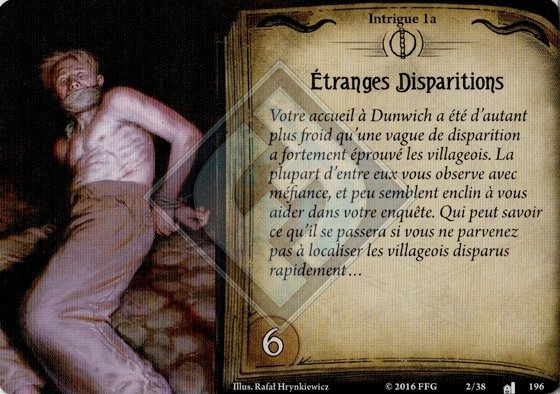 Intrigue 1a
Étranges Disparitions
Votre accueil à Dunwich a été d'autant
plus froid qu'une vague de disparition
a fortement éprouvé les villageois. La
plupart d'entre eux vous observe avec
méfiance, et peu semblent enclin à vous
aider dans votre enquête. Qui peut savoir
ce qu'il se passera si vous ne parvenez
pas à localiser les villageois disparus
rapidement…
6
Illus. Rafał Hrynkiewicz © 2016 FFG 2/38 196